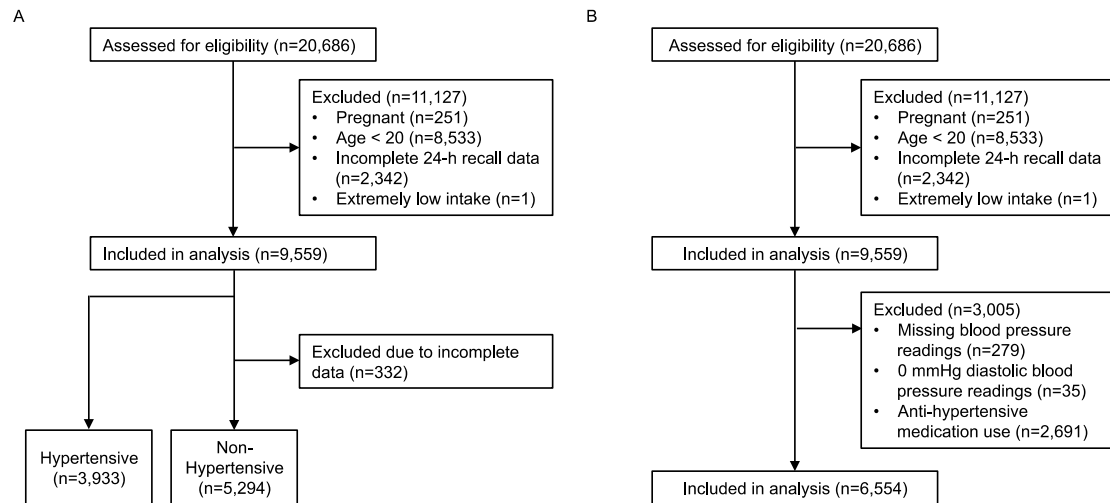 A
Assessed for eligibility (n=20,686)
Excluded (n=11,127)
• Pregnant (n=251)
• Age < 20 (n=8,533)
• Incomplete 24-h recall data
(n=2,342)
• Extremely low intake (n=1)
Included in analysis (n=9,559)
Excluded due to incomplete
data (n=332)
Hypertensive
(n=3,933)
Non-
Hypertensive
(n=5,294)
B
Assessed for eligibility (n=20,686)
Excluded (n=11,127)
• Pregnant (n=251)
• Age < 20 (n=8,533)
• Incomplete 24-h recall data
(n=2,342)
• Extremely low intake (n=1)
Included in analysis (n=9,559)
Excluded (n=3,005)
• Missing blood pressure
readings (n=279)
• 0 mmHg diastolic blood
pressure readings (n=35)
• Anti-hypertensive
medication use (n=2,691)
Included in analysis (n=6,554)